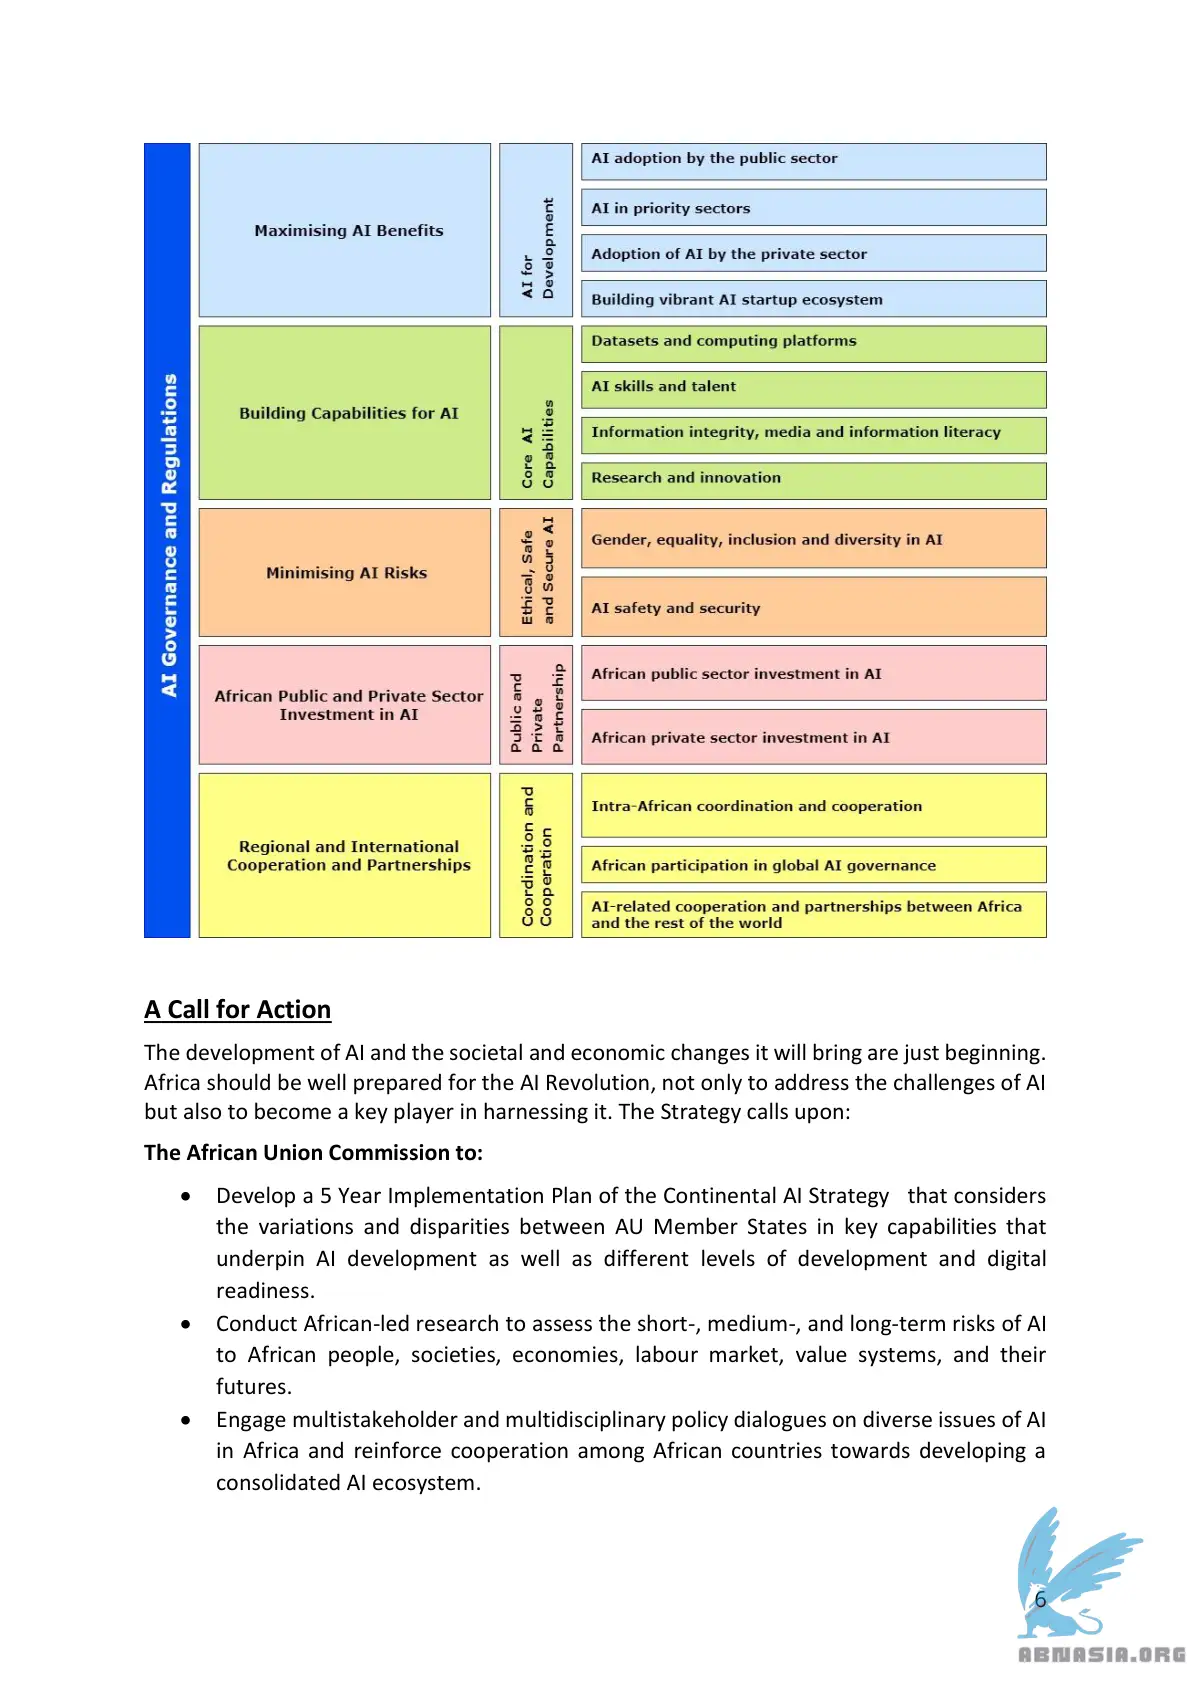 AI Governance and Regulations
Maximising AI Benefits
AI for
Development
AI adoption by the public sector
AI in priority sectors
Adoption of AI by the private sector
Building vibrant AI startup ecosystem
Building Capabilities for AI
Core AI
Capabilities
Datasets and computing platforms
AI skills and talent
Information integrity, media and information literacy
Research and innovation
Minimising AI Risks
Ethical, Safe
and Secure AI
Gender, equality, inclusion and diversity in AI
AI safety and security
African Public and Private Sector
Investment in AI
Public and
Private
Partnership
African public sector investment in AI
African private sector investment in AI
Regional and International
Cooperation and Partnerships
Coordination and
Cooperation
Intra-African coordination and cooperation
African participation in global AI governance
AI-related cooperation and partnerships between Africa
and the rest of the world
A Call for Action
The development of AI and the societal and economic changes it will bring are just beginning.
Africa should be well prepared for the AI Revolution, not only to address the challenges of AI
but also to become a key player in harnessing it. The Strategy calls upon:
The African Union Commission to:
• Develop a 5 Year Implementation Plan of the Continental AI Strategy that considers
the variations and disparities between AU Member States in key capabilities that
underpin AI development as well as different levels of development and digital
readiness.
• Conduct African-led research to assess the short-, medium-, and long-term risks of AI
to African people, societies, economies, labour market, value systems, and their
futures.
• Engage multistakeholder and multidisciplinary policy dialogues on diverse issues of AI
in Africa and reinforce cooperation among African countries towards developing a
consolidated AI ecosystem.
6
ABNASIA.ORG